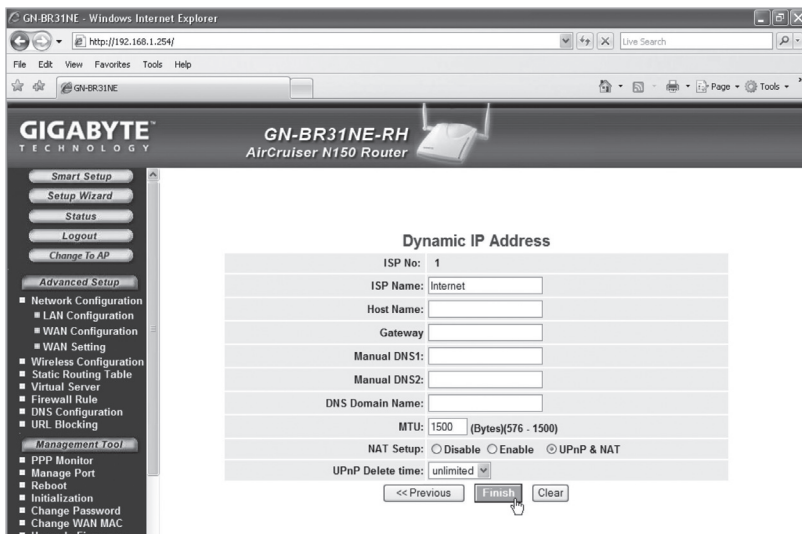 GN-BR31NE - Windows Internet Explorer
http://192.168.1.254/
Live Search
File Edit View Favorites Tools Help
GN-BR31NE
Page Tools
GIGABYTE™
TECHNOLOGY
GN-BR31NE-RH
AirCruiser N150 Router
Smart Setup
Setup Wizard
Status
Logout
Change To AP
Advanced Setup
Network Configuration
LAN Configuration
WAN Configuration
WAN Setting
Wireless Configuration
Static Routing Table
Virtual Server
Firewall Rule
DNS Configuration
URL Blocking
Management Tool
PPP Monitor
Manage Port
Reboot
Initialization
Change Password
Change WAN MAC
Dynamic IP Address
ISP No: 1
ISP Name: Internet
Host Name:
Gateway
Manual DNS1:
Manual DNS2:
DNS Domain Name:
MTU: 1500 (Bytes)(576 - 1500)
NAT Setup: Disable Enable UPnP & NAT
UPnP Delete time: unlimited
<< Previous Finish Clear